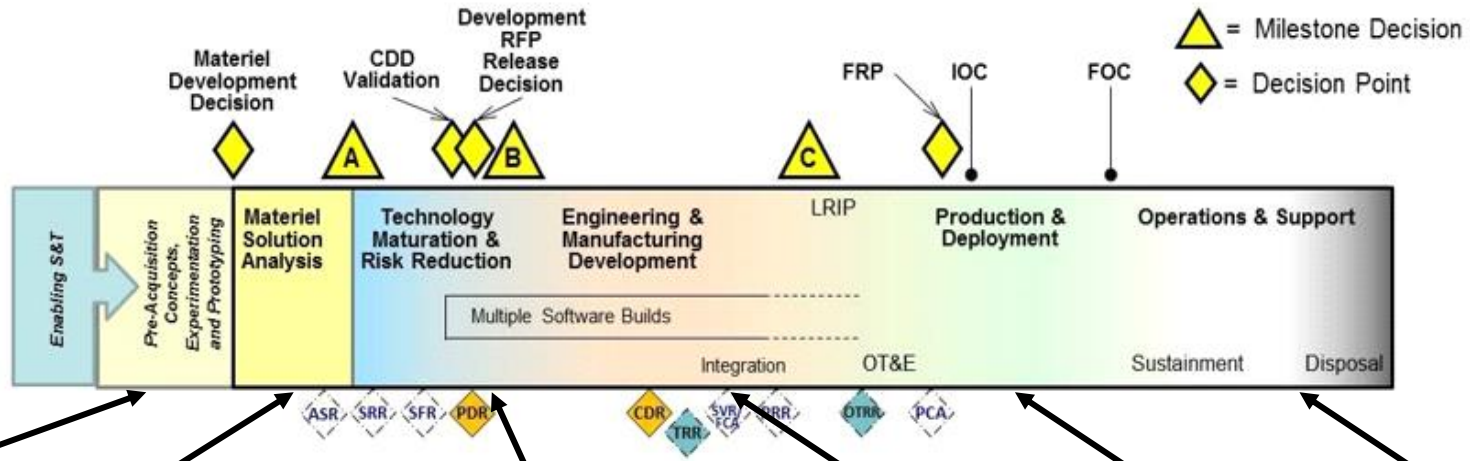 Materiel
Development
Decision
CDD
Validation
Development
RFP
Release
Decision
FRP
IOC
FOC
= Milestone Decision
= Decision Point
A
B
C
Enabling S&T
Pre-Acquisition
Concepts,
Experimentation
and Prototyping
Materiel
Solution
Analysis
Technology
Maturation &
Risk Reduction
Engineering &
Manufacturing
Development
LRIP
Production &
Deployment
Operations & Support
Multiple Software Builds
Integration
OT&E
Sustainment
Disposal
ASR
SRR
SFR
PDR
CDR
TRR
SVR/
FCA
OTRR
PCA